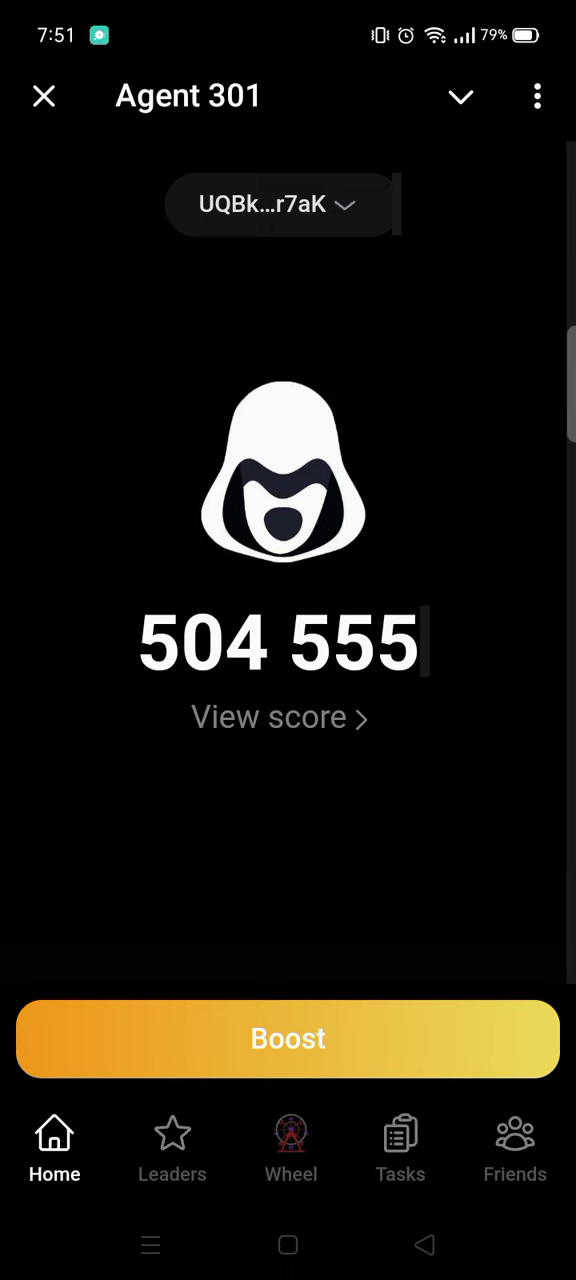 7:51
79%
Agent 301
UQBk...r7aK
504 555
View score
Boost
Home
Leaders
Wheel
Tasks
Friends